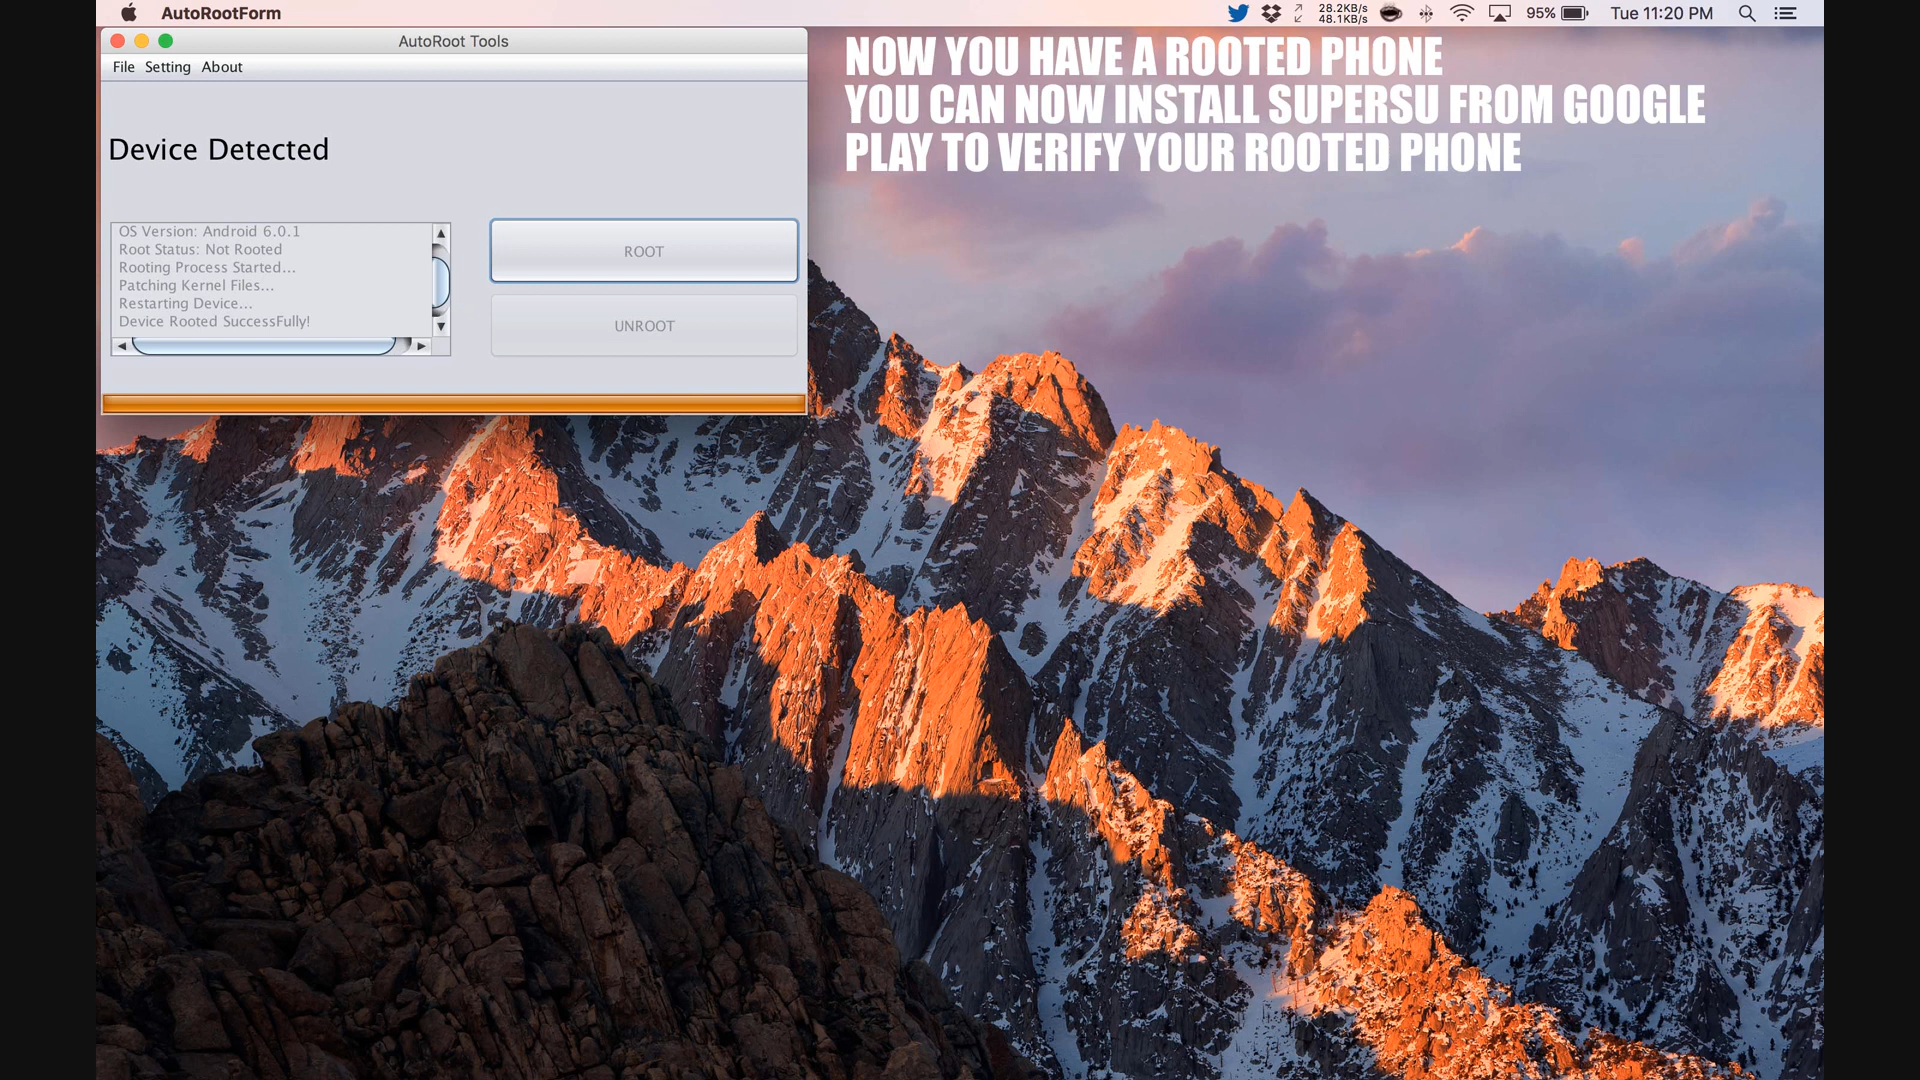 AutoRootForm
28.2KB/s
48.1KB/s
95%
Tue 11:20 PM
AutoRoot Tools
File Setting About
Device Detected
OS Version: Android 6.0.1
Root Status: Not Rooted
Rooting Process Started...
Patching Kernel Files...
Restarting Device...
Device Rooted SuccessFully!
ROOT
UNROOT
NOW YOU HAVE A ROOTED PHONE
YOU CAN NOW INSTALL SUPERSU FROM GOOGLE
PLAY TO VERIFY YOUR ROOTED PHONE